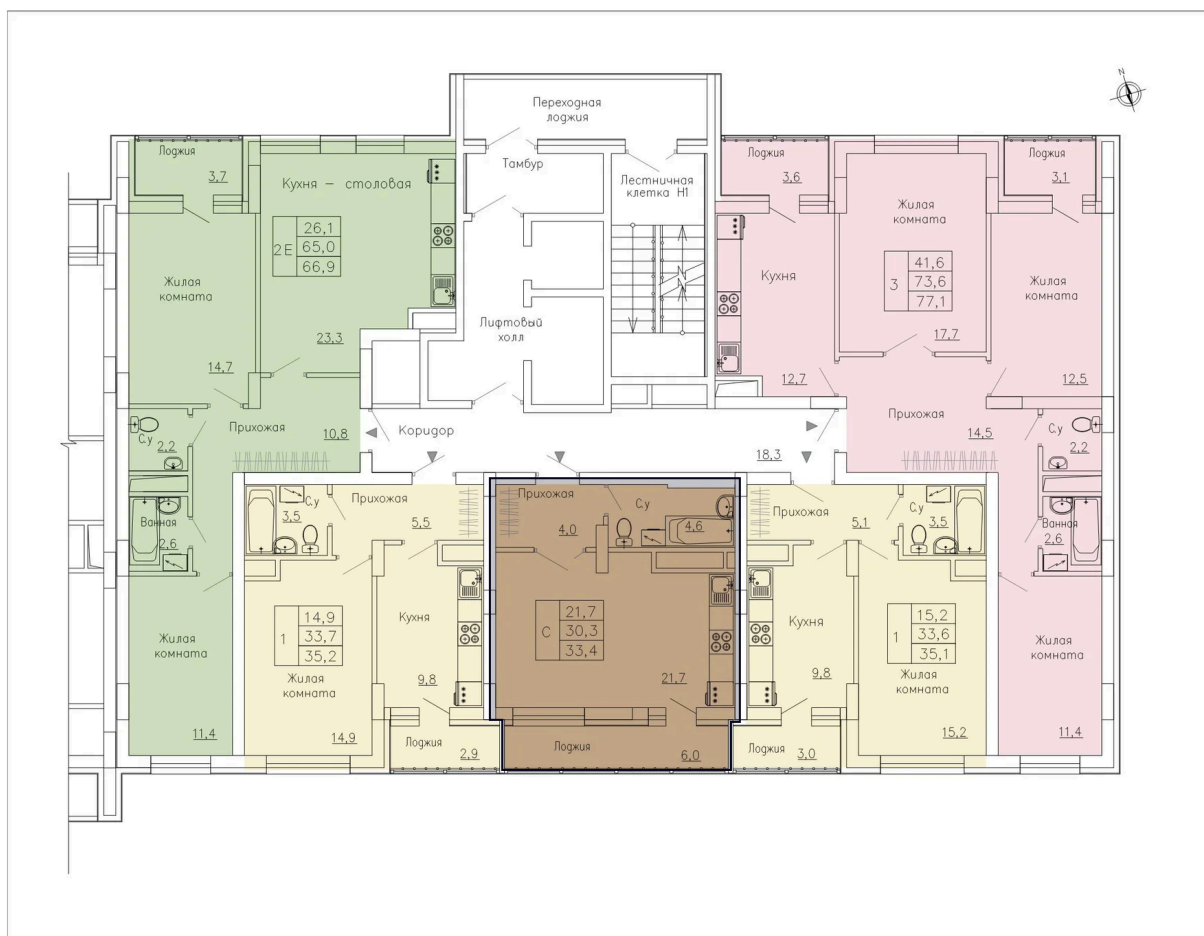 N
Переходная
лоджия
Тамбур
Лестничная
клетка Н1
Лифтовый
холл
Коридор
18,3
Лоджия
3,7
Кухня – столовая
2Е
26,1
65,0
66,9
Жилая
комната
23,3
14,7
С.у
2,2
Прихожая
10,8
Ванная
2,6
Жилая
комната
11,4
Лоджия
3,6
Жилая
комната
Лоджия
3,1
Кухня
3
41,6
73,6
77,1
Жилая
комната
17,7
12,7
12,5
Прихожая
14,5
С.у
2,2
Ванная
2,6
Жилая
комната
11,4
С.у
3,5
Прихожая
5,5
1
14,9
33,7
35,2
Кухня
9,8
Жилая
комната
14,9
Лоджия
2,9
Прихожая
4,0
С.у
4,6
С
21,7
30,3
33,4
21,7
Лоджия
6,0
Прихожая
5,1
С.у
3,5
Кухня
9,8
1
15,2
33,6
35,1
Жилая
комната
15,2
Лоджия
3,0